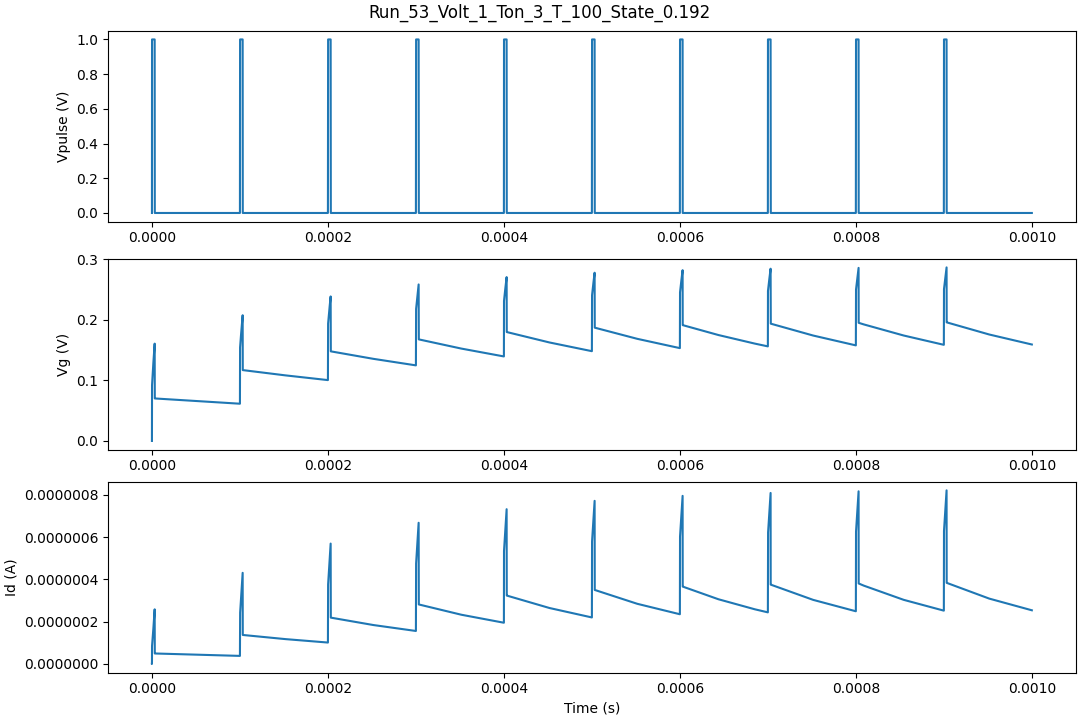 Run_53_Volt_1_Ton_3_T_100_State_0.192
Vpulse (V)
1.0
0.8
0.6
0.4
0.2
0.0
0.0000 0.0002 0.0004 0.0006 0.0008 0.0010
Vg (V)
0.3
0.2
0.1
0.0
0.0000 0.0002 0.0004 0.0006 0.0008 0.0010
Id (A)
0.0000008
0.0000006
0.0000004
0.0000002
0.0000000
0.0000 0.0002 0.0004 0.0006 0.0008 0.0010
Time (s)